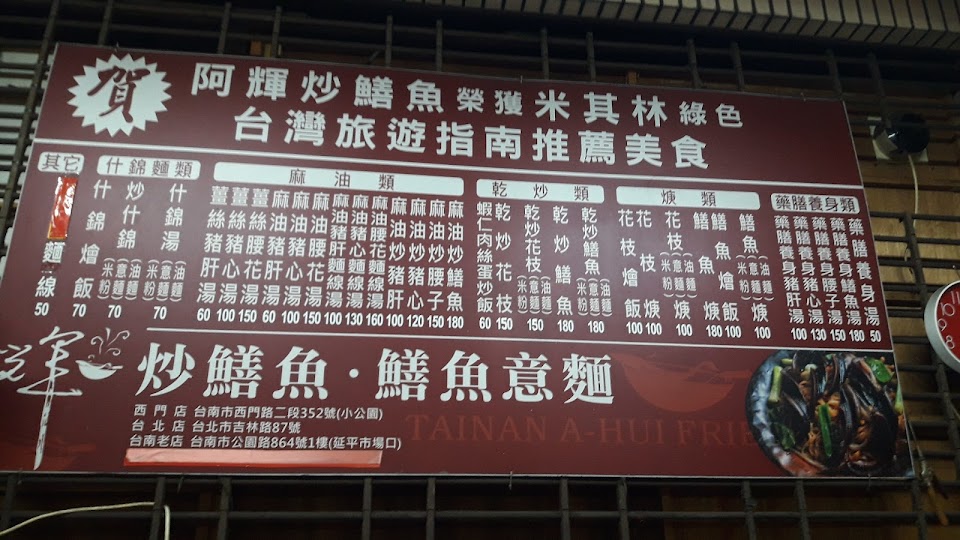 賀
阿輝炒鱔魚榮獲米其林綠色
台灣旅遊指南推薦美食
其它
麵線 50
什錦麵類
什錦燴飯 70
炒什錦(米粉)(意麵)(油麵) 70
什錦湯(米粉)(意麵)(油麵) 70
麻油類
薑絲豬肝湯 60
薑絲豬心湯 100
薑絲腰花湯 150
麻油豬肝湯 60
麻油豬心湯 100
麻油腰花湯 150
麻油豬肝麵線 100
麻油豬心麵線 130
麻油腰花麵線 160
麻油炒豬肝 100
麻油炒豬心 120
麻油炒腰子 150
麻油炒鱔魚 180
乾炒類
蝦仁肉絲蛋炒飯 60
乾炒花枝 150
乾炒花枝(米粉)(意麵)(油麵) 150
乾炒鱔魚 180
乾炒鱔魚(米粉)(意麵)(油麵) 180
焿類
花枝燴飯 100
花枝焿 100
花枝焿(米粉)(意麵)(油麵) 100
鱔魚焿 180
鱔魚焿飯 100
鱔魚焿(米粉)(意麵)(油麵) 100
藥膳養身類
藥膳養身豬肝湯 100
藥膳養身豬心湯 130
藥膳養身腰花湯 150
藥膳養身鱔魚湯 180
藥膳養身湯 50
炒鱔魚·鱔魚意麵
西門店 台南市西門路二段352號(小公園)
台北店 台北市吉林路87號
台南老店 台南市公園路864號1樓(延平市場口)
TAINAN A-HUI FRIED